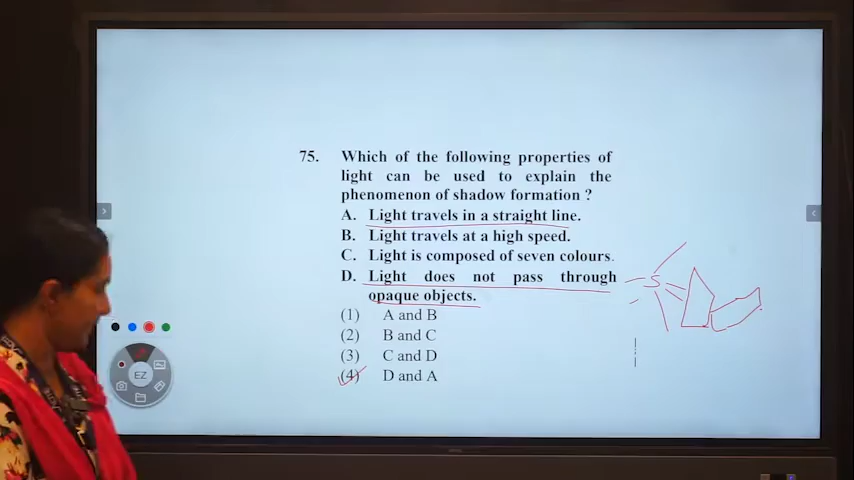 75. Which of the following properties of
light can be used to explain the
phenomenon of shadow formation ?
A. Light travels in a straight line.
B. Light travels at a high speed.
C. Light is composed of seven colours.
D. Light does not pass through
opaque objects.
S
(1) A and B
(2) B and C
(3) C and D
(4) D and A
EZ